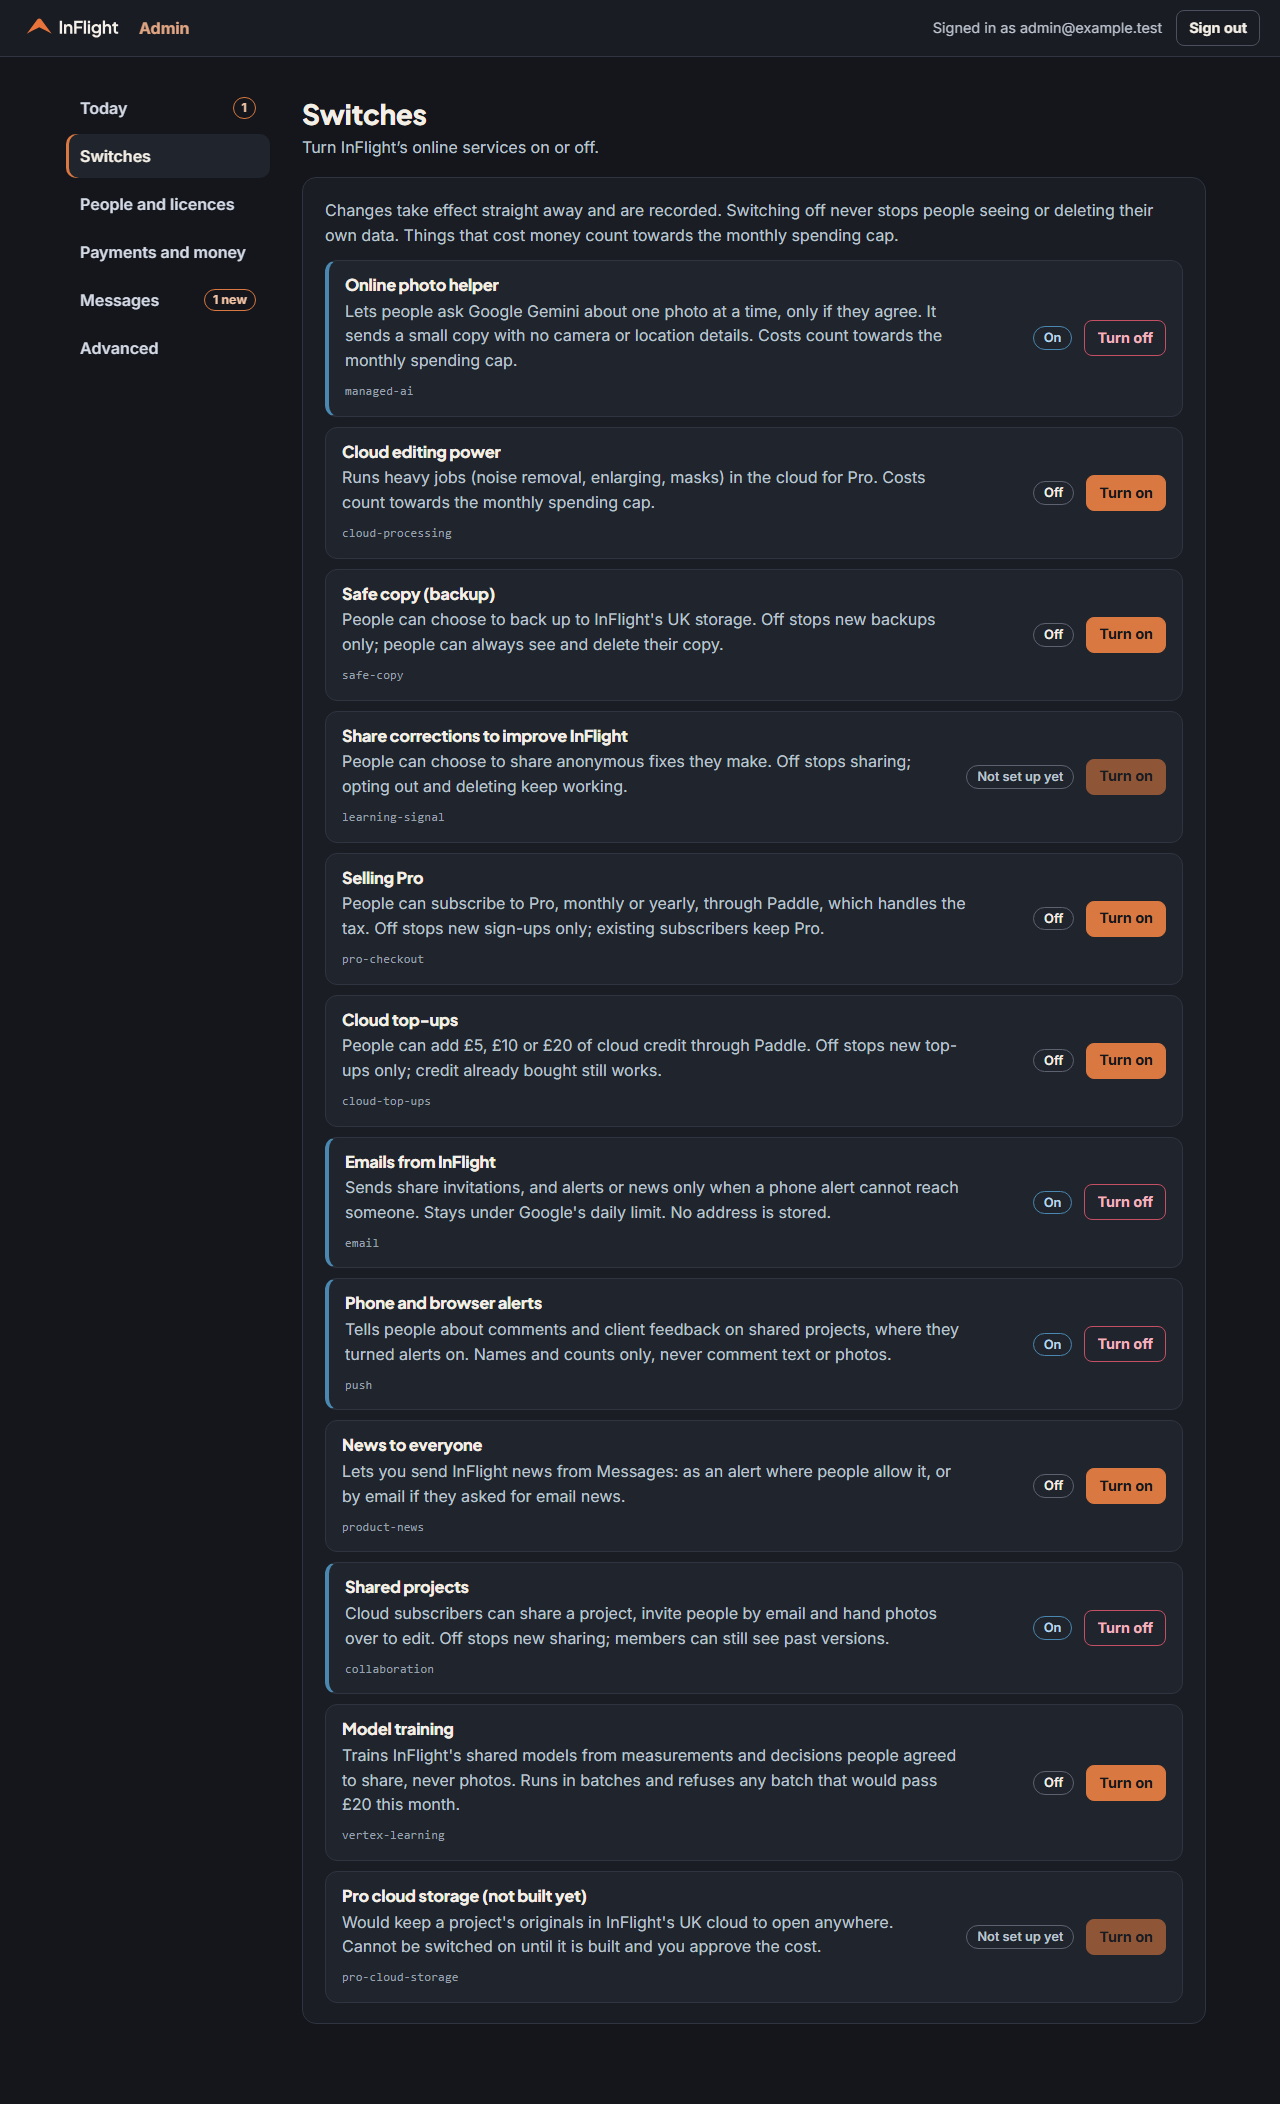 InFlight Admin
Signed in as admin@example.test
Sign out
Today 1
Switches
People and licences
Payments and money
Messages 1 new
Advanced
Switches
Turn InFlight’s online services on or off.
Changes take effect straight away and are recorded. Switching off never stops people seeing or deleting their
own data. Things that cost money count towards the monthly spending cap.
Online photo helper
Lets people ask Google Gemini about one photo at a time, only if they agree. It
sends a small copy with no camera or location details. Costs count towards the
monthly spending cap.
managed-ai
On
Turn off
Cloud editing power
Runs heavy jobs (noise removal, enlarging, masks) in the cloud for Pro. Costs
count towards the monthly spending cap.
cloud-processing
Off
Turn on
Safe copy (backup)
People can choose to back up to InFlight's UK storage. Off stops new backups
only; people can always see and delete their copy.
safe-copy
Off
Turn on
Share corrections to improve InFlight
People can choose to share anonymous fixes they make. Off stops sharing;
opting out and deleting keep working.
learning-signal
Not set up yet
Turn on
Selling Pro
People can subscribe to Pro, monthly or yearly, through Paddle, which handles the
tax. Off stops new sign-ups only; existing subscribers keep Pro.
pro-checkout
Off
Turn on
Cloud top-ups
People can add £5, £10 or £20 of cloud credit through Paddle. Off stops new top-
ups only; credit already bought still works.
cloud-top-ups
Off
Turn on
Emails from InFlight
Sends share invitations, and alerts or news only when a phone alert cannot reach
someone. Stays under Google's daily limit. No address is stored.
email
On
Turn off
Phone and browser alerts
Tells people about comments and client feedback on shared projects, where they
turned alerts on. Names and counts only, never comment text or photos.
push
On
Turn off
News to everyone
Lets you send InFlight news from Messages: as an alert where people allow it, or
by email if they asked for email news.
product-news
Off
Turn on
Shared projects
Cloud subscribers can share a project, invite people by email and hand photos
over to edit. Off stops new sharing; members can still see past versions.
collaboration
On
Turn off
Model training
Trains InFlight's shared models from measurements and decisions people agreed
to share, never photos. Runs in batches and refuses any batch that would pass
£20 this month.
vertex-learning
Off
Turn on
Pro cloud storage (not built yet)
Would keep a project's originals in InFlight's UK cloud to open anywhere.
Cannot be switched on until it is built and you approve the cost.
pro-cloud-storage
Not set up yet
Turn on